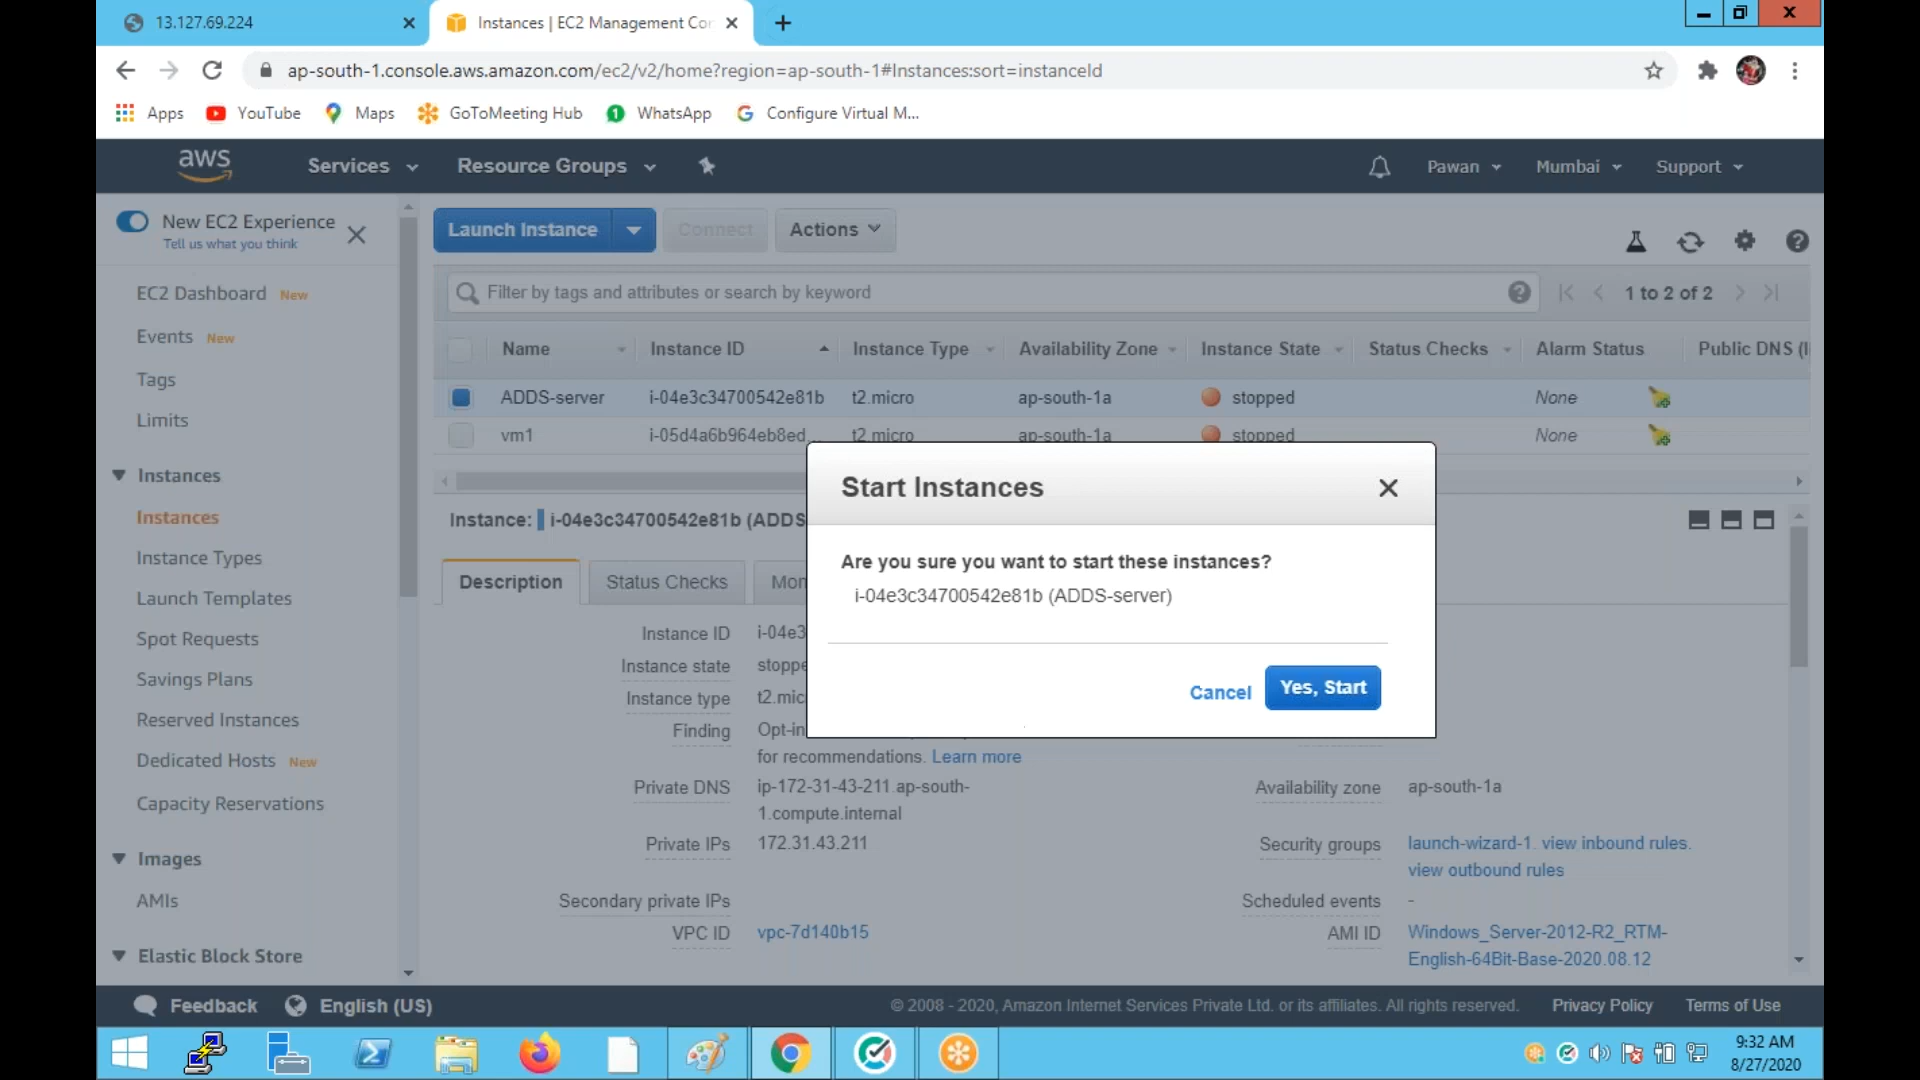 13.127.69.224
Instances | EC2 Management Con
ap-south-1.console.aws.amazon.com/ec2/v2/home?region=ap-south-1#Instances:sort=instanceId
Apps YouTube Maps GoToMeeting Hub 1 WhatsApp Configure Virtual M...
aws Services Resource Groups Pawan Mumbai Support
New EC2 Experience
Tell us what you think
EC2 Dashboard New
Events New
Tags
Limits
Instances
Instances
Instance Types
Launch Templates
Spot Requests
Savings Plans
Reserved Instances
Dedicated Hosts New
Capacity Reservations
Images
AMIs
Elastic Block Store
Launch Instance Connect Actions
Filter by tags and attributes or search by keyword
1 to 2 of 2
Name Instance ID Instance Type Availability Zone Instance State Status Checks Alarm Status Public DNS (I
ADDS-server i-04e3c34700542e81b t2.micro ap-south-1a stopped None
vm1 i-05d4a6b964eb8ed... t2.micro ap-south-1a stopped None
Instance: i-04e3c34700542e81b (ADDS
Description Status Checks Mon
Start Instances
Are you sure you want to start these instances?
i-04e3c34700542e81b (ADDS-server)
Cancel Yes, Start
Instance ID i-04e3
Instance state stoppe
Instance type t2.mic
Finding Opt-in
for recommendations. Learn more
Private DNS ip-172-31-43-211.ap-south-
1.compute.internal
Private IPs 172.31.43.211
Secondary private IPs
VPC ID vpc-7d140b15
Availability zone ap-south-1a
Security groups launch-wizard-1. view inbound rules.
view outbound rules
Scheduled events -
AMI ID Windows_Server-2012-R2_RTM-
English-64Bit-Base-2020.08.12
Feedback English (US)
© 2008 - 2020, Amazon Internet Services Private Ltd. or its affiliates. All rights reserved. Privacy Policy Terms of Use
9:32 AM
8/27/2020